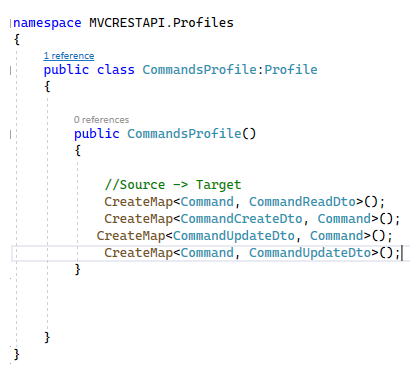 namespace MVCRESTAPI.Profiles
{
1 reference
public class CommandsProfile:Profile
{
0 references
public CommandsProfile()
{
//Source -> Target
CreateMap<Command, CommandReadDto>();
CreateMap<CommandCreateDto, Command>();
CreateMap<CommandUpdateDto, Command>();
CreateMap<Command, CommandUpdateDto>();
}
}
}